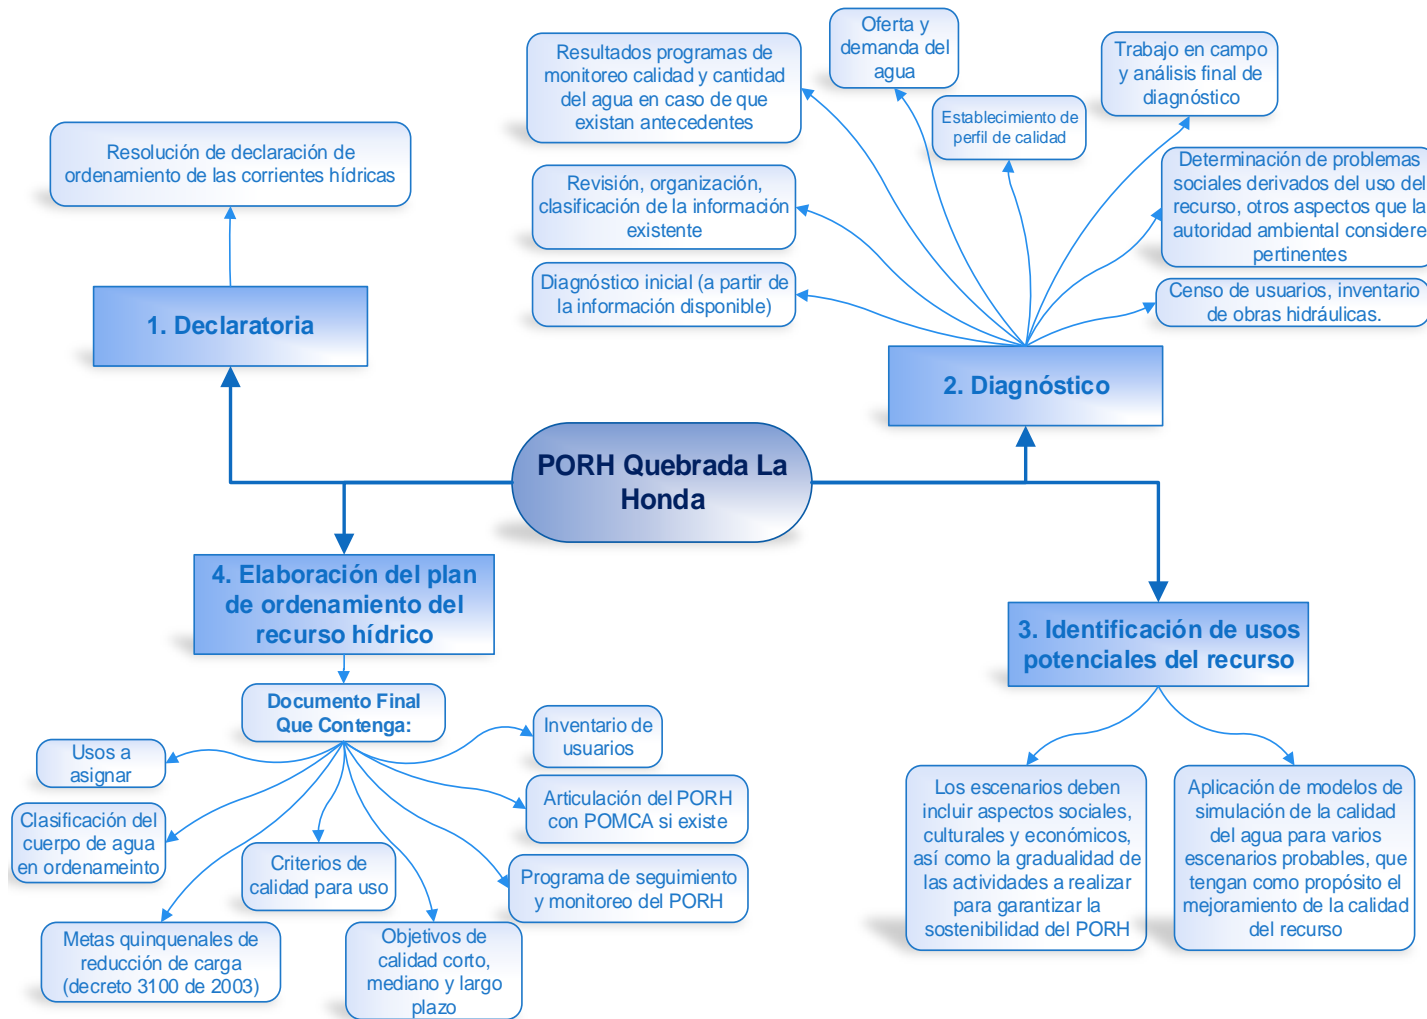 Resolución de declaración de
ordenamiento de las corrientes hídricas
1. Declaratoria
Resultados programas de
monitoreo calidad y cantidad
del agua en caso de que
existan antecedentes
Oferta y
demanda del
agua
Establecimiento de
perfil de calidad
Trabajo en campo
y análisis final de
diagnóstico
Revisión, organización,
clasificación de la información
existente
Determinación de problemas
sociales derivados del uso del
recurso, otros aspectos que la
autoridad ambiental considere
pertinentes
Diagnóstico inicial (a partir de
la información disponible)
Censo de usuarios, inventario
de obras hidráulicas.
2. Diagnóstico
PORH Quebrada La
Honda
4. Elaboración del plan
de ordenamiento del
recurso hídrico
Documento Final
Que Contenga:
Usos a
asignar
Clasificación del
cuerpo de agua
en ordenameinto
Metas quinquenales de
reducción de carga
(decreto 3100 de 2003)
Criterios de
calidad para uso
Objetivos de
calidad corto,
mediano y largo
plazo
Programa de seguimiento
y monitoreo del PORH
Articulación del PORH
con POMCA si existe
Inventario de
usuarios
3. Identificación de usos
potenciales del recurso
Los escenarios deben
incluir aspectos sociales,
culturales y económicos,
así como la gradualidad de
las actividades a realizar
para garantizar la
sostenibilidad del PORH
Aplicación de modelos de
simulación de la calidad
del agua para varios
escenarios probables, que
tengan como propósito el
mejoramiento de la calidad
del recurso